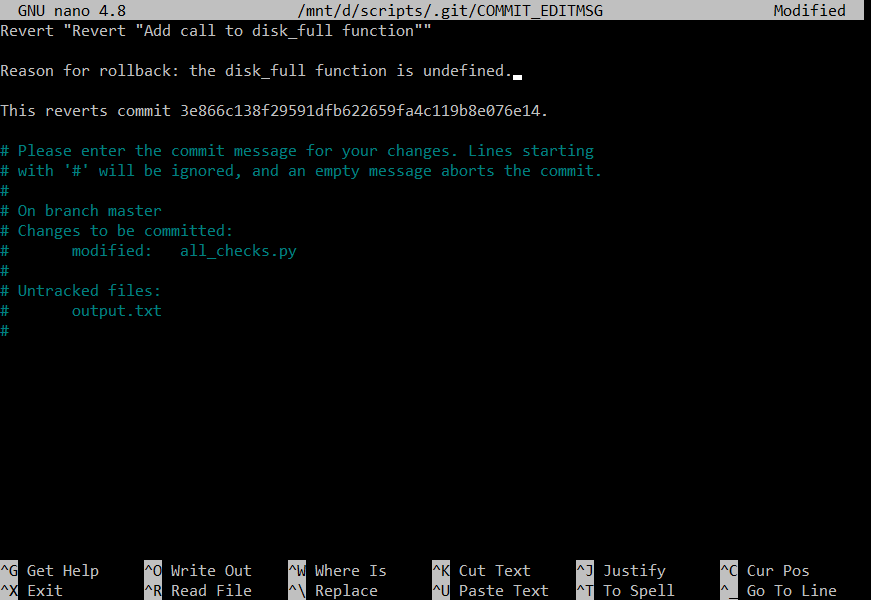 GNU nano 4.8 /mnt/d/scripts/.git/COMMIT_EDITMSG Modified
Revert "Revert "Add call to disk_full function""
Reason for rollback: the disk_full function is undefined.
This reverts commit 3e866c138f29591dfb622659fa4c119b8e076e14.
# Please enter the commit message for your changes. Lines starting
# with '#' will be ignored, and an empty message aborts the commit.
#
# On branch master
# Changes to be committed:
#       modified:   all_checks.py
#
# Untracked files:
#       output.txt
#
^G Get Help ^O Write Out ^W Where Is ^K Cut Text ^J Justify ^C Cur Pos
^X Exit ^R Read File ^\ Replace ^U Paste Text ^T To Spell ^_ Go To Line